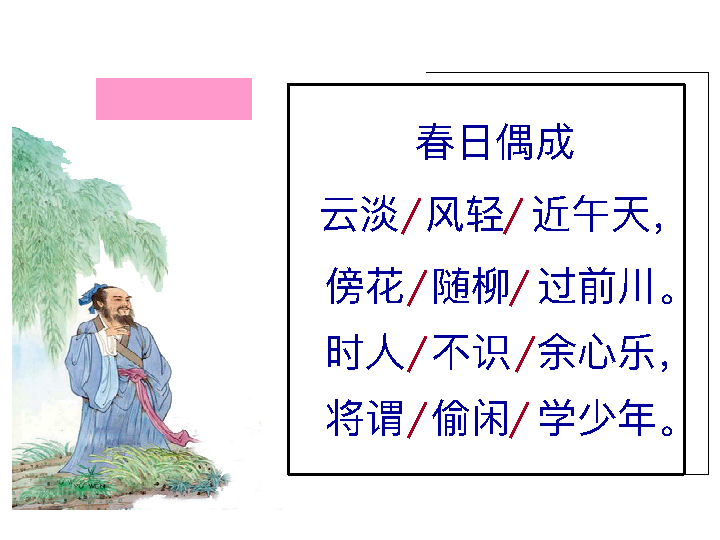 春日偶成
云淡/风轻/近午天，
傍花/随柳/过前川。
时人/不识/余心乐，
将谓/偷闲/学少年。